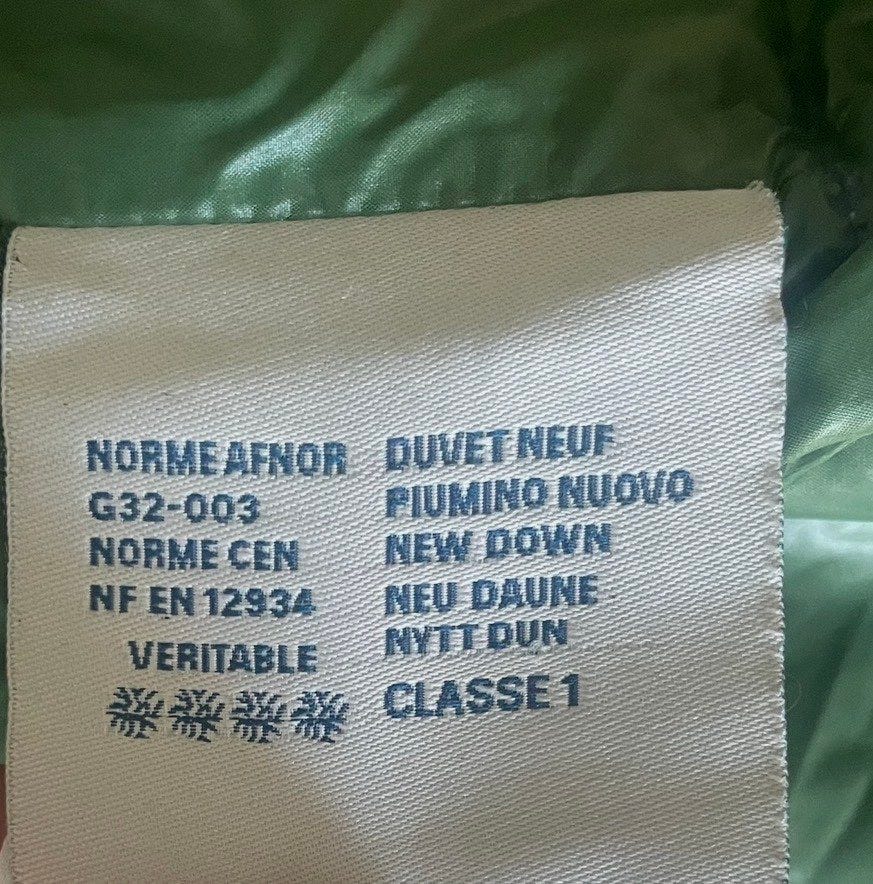 NORME AFNOR
G32-003
NORME CEN
NF EN 12934
VERITABLE
DUVET NEUF
PIUMINO NUOVO
NEW DOWN
NEU DAUNE
NYTT DUN
CLASSE 1